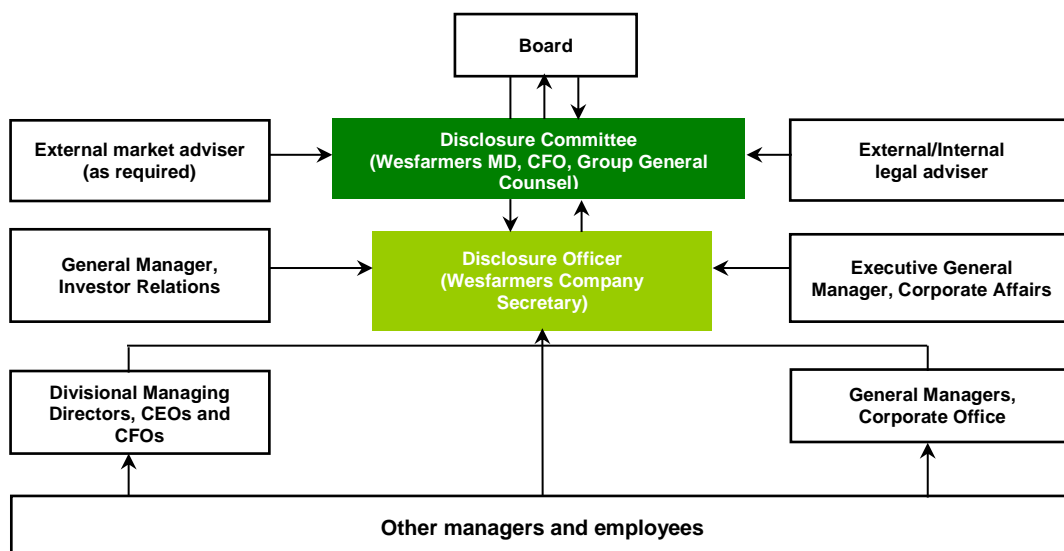 Board
External market adviser
(as required)
Disclosure Committee
(Wesfarmers MD, CFO, Group General
Counsel)
External/Internal
legal adviser
General Manager,
Investor Relations
Disclosure Officer
(Wesfarmers Company
Secretary)
Executive General
Manager, Corporate Affairs
Divisional Managing
Directors, CEOs and
CFOs
General Managers,
Corporate Office
Other managers and employees